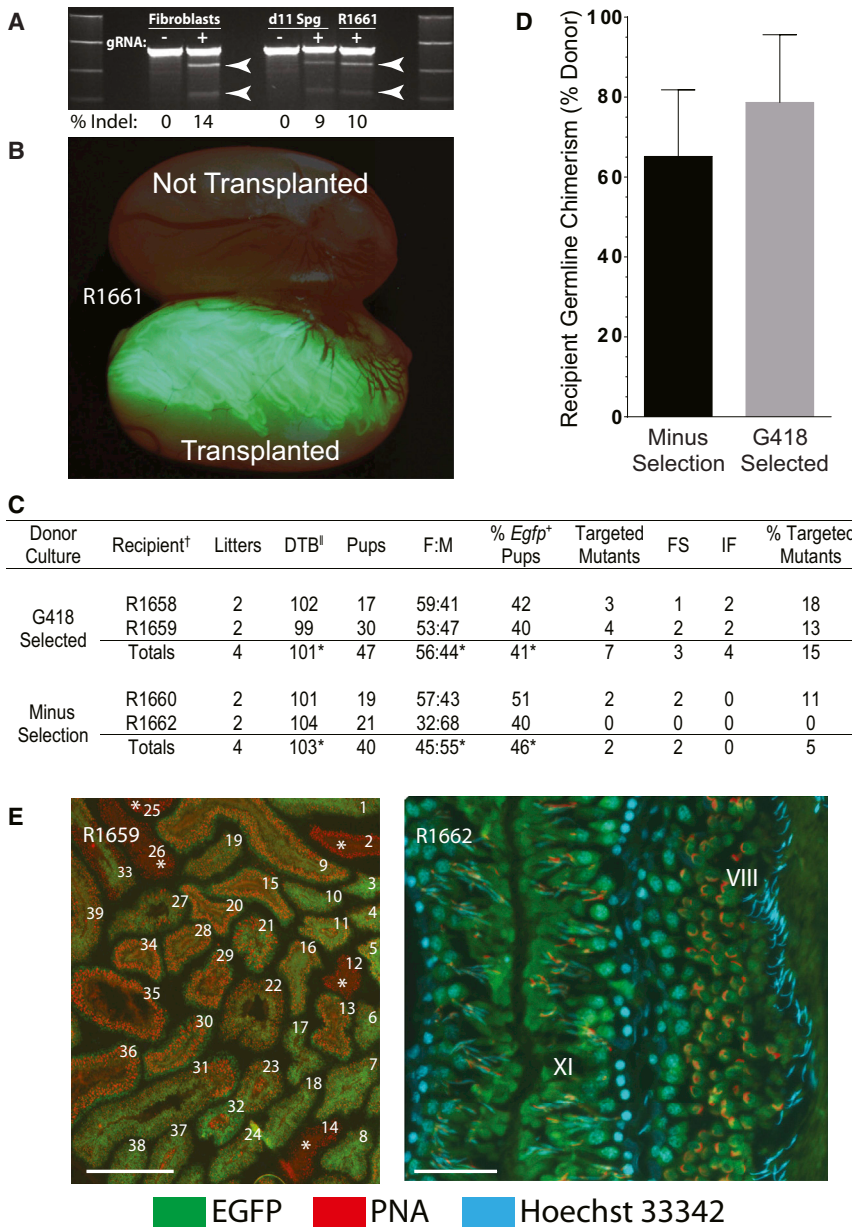 A
Fibroblasts d11 Spg R1661
gRNA: - + - + +
% Indel: 0 14 0 9 10
B
Not Transplanted
R1661
Transplanted
D
Recipient Germline Chimerism (% Donor)
100
80
60
40
20
0
Minus Selection
G418 Selected
C
Donor Culture Recipient† Litters DTB‖ Pups F:M % Egfp+ Pups Targeted Mutants FS IF % Targeted Mutants
G418 Selected
R1658 2 102 17 59:41 42 3 1 2 18
R1659 2 99 30 53:47 40 4 2 2 13
Totals 4 101* 47 56:44* 41* 7 3 4 15
Minus Selection
R1660 2 101 19 57:43 51 2 2 0 11
R1662 2 104 21 32:68 40 0 0 0 0
Totals 4 103* 40 45:55* 46* 2 2 0 5
E
R1659
* 25
1
* 2
26 *
19
33
9
3
15
10
27
39
20
4
11
21
34
28
5
16
29
12 *
35
22
13
6
30
17
36
7
31
23
18
32
14 *
37
24
38
8
R1662
VIII
XI
EGFP PNA Hoechst 33342